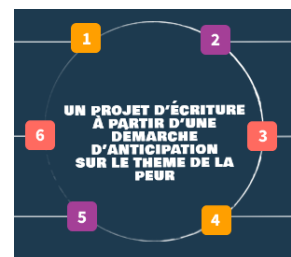 1
2
UN PROJET D'ÉCRITURE
À PARTIR D'UNE
DÉMARCHE
D'ANTICIPATION
SUR LE THEME DE LA
PEUR
6
3
5
4